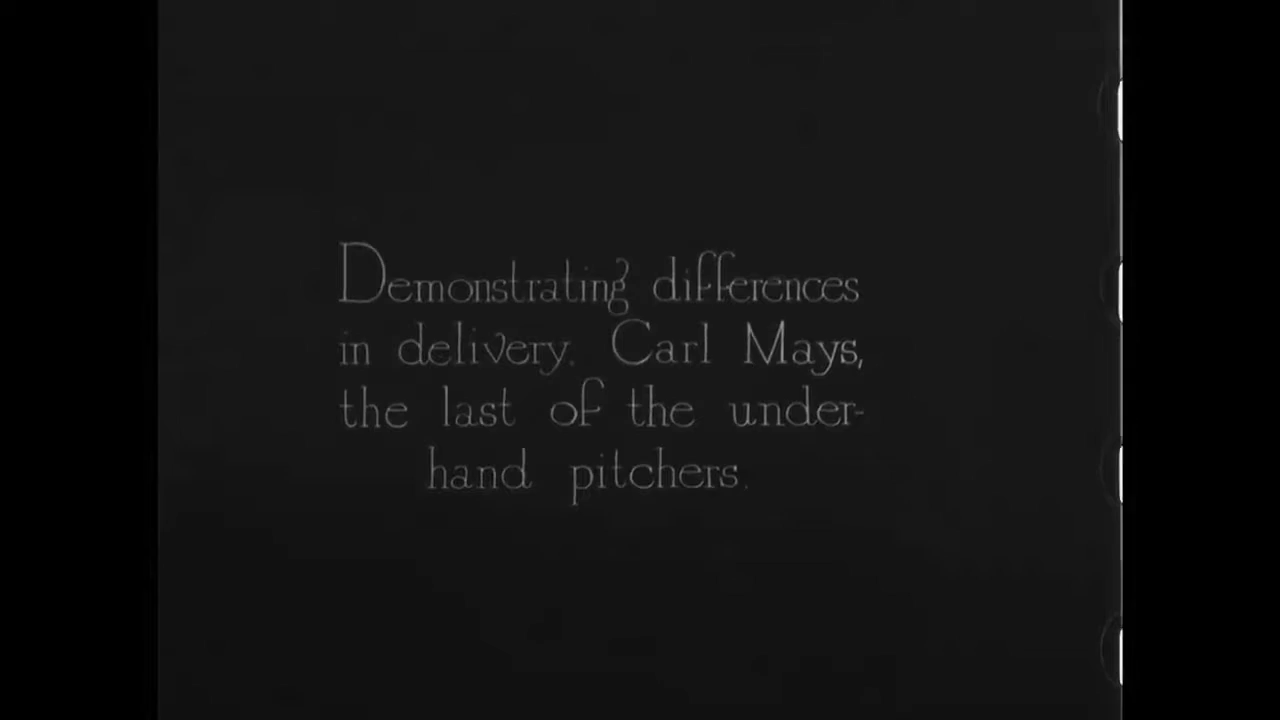 Demonstrating differences
in delivery. Carl Mays,
the last of the under-
hand pitchers.